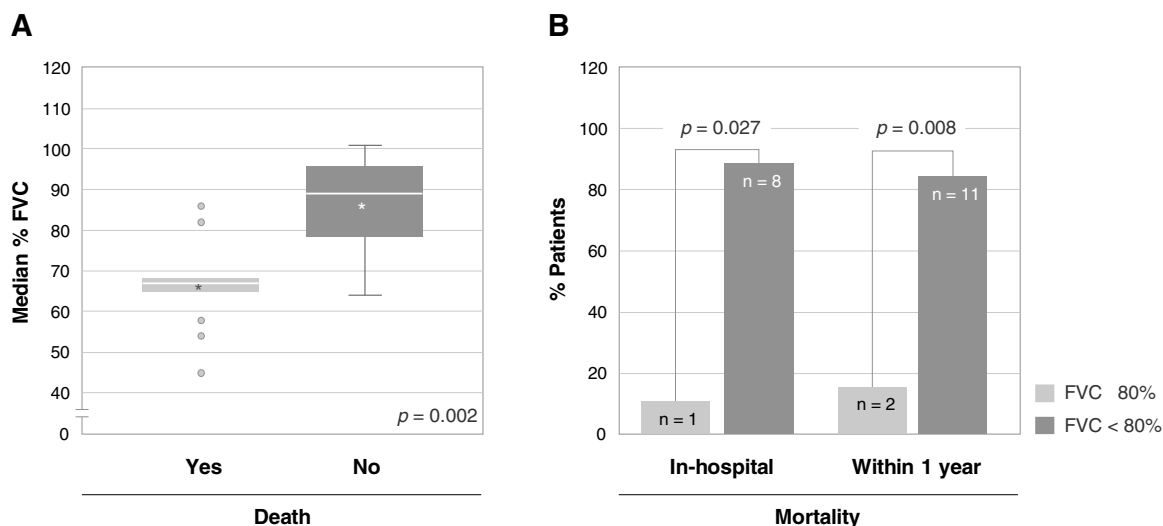 A
Median % FVC
120
110
100
90
80
70
60
50
40
0
*
*
p = 0.002
Yes
No
Death
B
% Patients
120
100
80
60
40
20
0
p = 0.027
p = 0.008
n = 1
n = 8
n = 2
n = 11
In-hospital
Within 1 year
Mortality
FVC 80%
FVC < 80%